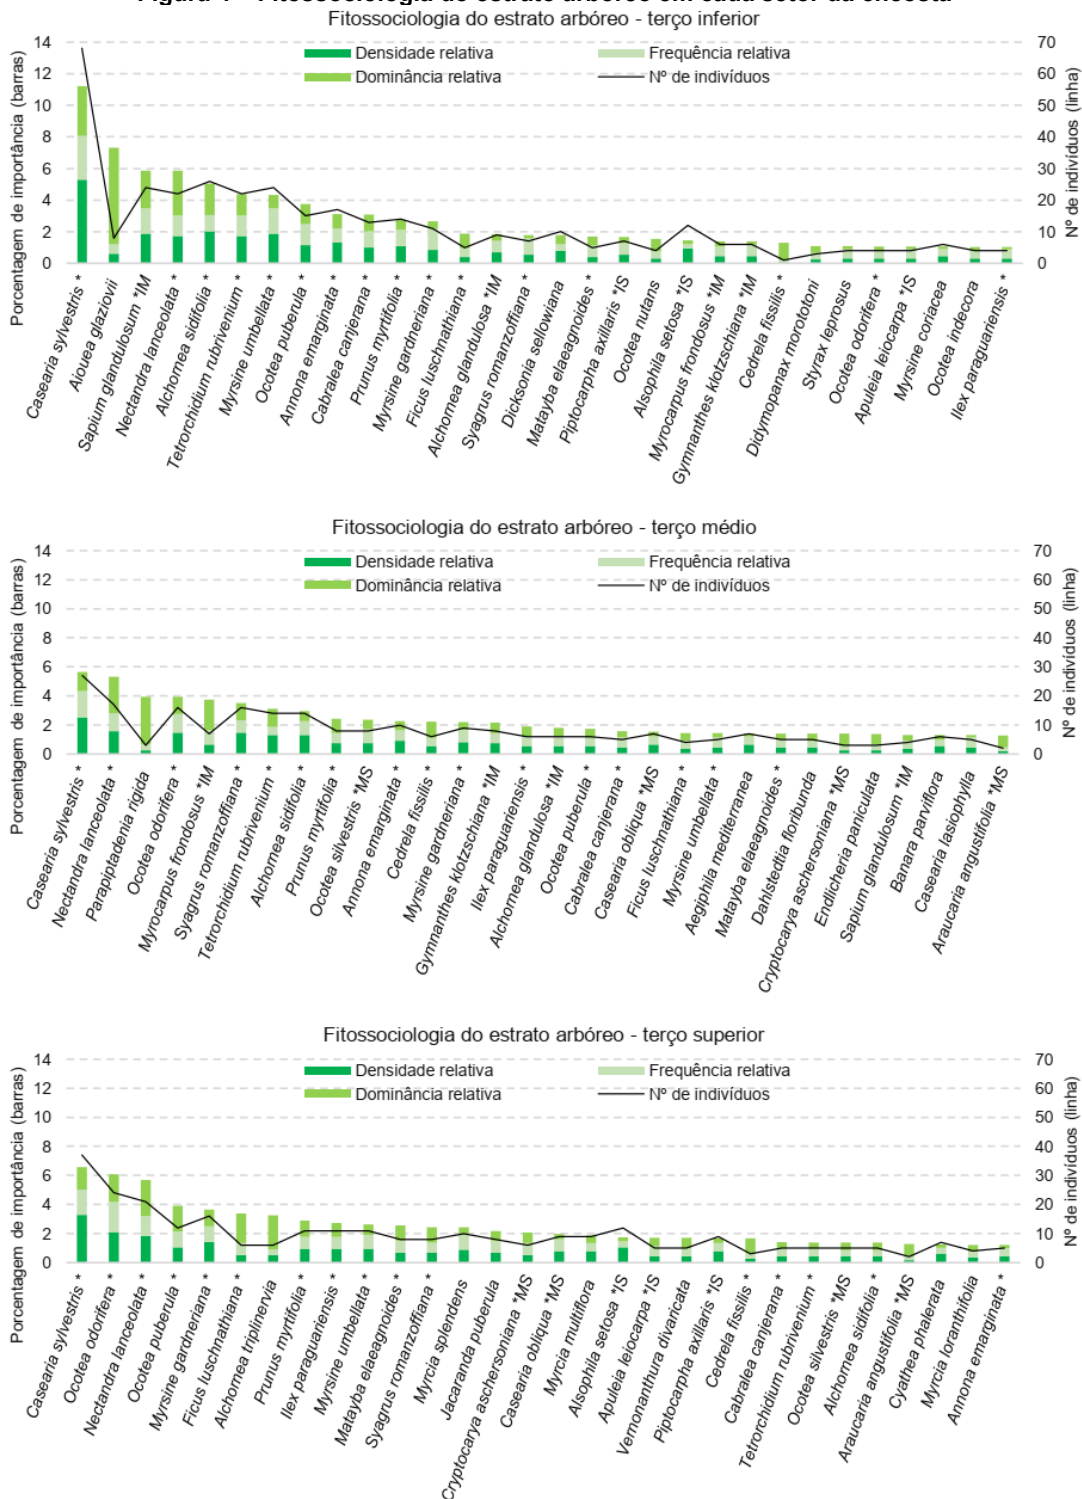 Figura 4 – Fitossociologia do estrato arbóreo em cada setor da encosta
Fitossociologia do estrato arbóreo - terço inferior
Densidade relativa
Frequência relativa
Dominância relativa
Nº de indivíduos
Porcentagem de importância (barras)
14
12
10
8
6
4
2
0
70
60
50
40
30
20
10
0
Nº de indivíduos (linha)
Casearia sylvestris *
Aiouea glaziovii
Sapium glandulosum *IM
Nectandra lanceolata *
Alchornea sidifolia *
Tetrorchidium rubrivenium *
Myrsine umbellata *
Ocotea puberula *
Annona emarginata *
Cabralea canjerana *
Prunus myrtifolia *
Myrsine gardneriana *
Ficus luschnathiana *
Alchornea glandulosa *IM
Syagrus romanzoffiana *
Dicksonia sellowiana
Matayba elaeagnoides *
Piptocarpha axillaris *IS
Ocotea nutans
Alsophila setosa *IS
Myrocarpus frondosus *IM
Gymnanthes klotzschiana *IM
Cedrela fissilis *
Didymopanax morototoni
Styrax leprosus
Ocotea odorifera *
Apuleia leiocarpa *IS
Myrsine coriacea
Ocotea indecora
Ilex paraguariensis *
Fitossociologia do estrato arbóreo - terço médio
Densidade relativa
Frequência relativa
Dominância relativa
Nº de indivíduos
Porcentagem de importância (barras)
14
12
10
8
6
4
2
0
70
60
50
40
30
20
10
0
Nº de indivíduos (linha)
Casearia sylvestris *
Nectandra lanceolata *
Parapiptadenia rigida
Ocotea odorifera *
Myrocarpus frondosus *IM
Syagrus romanzoffiana *
Tetrorchidium rubrivenium *
Alchornea sidifolia *
Prunus myrtifolia *
Ocotea silvestris *MS
Annona emarginata *
Cedrela fissilis *
Myrsine gardneriana *
Gymnanthes klotzschiana *IM
Ilex paraguariensis *
Alchornea glandulosa *IM
Ocotea puberula *
Cabralea canjerana *
Casearia obliqua *MS
Ficus luschnathiana *
Myrsine umbellata *
Aegiphila mediterranea
Matayba elaeagnoides *
Dahlstedtia floribunda
Cryptocarya aschersoniana *MS
Endlicheria paniculata
Sapium glandulosum *IM
Banara parviflora
Casearia lasiophylla
Araucaria angustifolia *MS
Fitossociologia do estrato arbóreo - terço superior
Densidade relativa
Frequência relativa
Dominância relativa
Nº de indivíduos
Porcentagem de importância (barras)
14
12
10
8
6
4
2
0
70
60
50
40
30
20
10
0
Nº de indivíduos (linha)
Casearia sylvestris *
Ocotea odorifera *
Nectandra lanceolata *
Ocotea puberula *
Myrsine gardneriana *
Ficus luschnathiana *
Alchornea triplinervia
Prunus myrtifolia *
Ilex paraguariensis *
Myrsine umbellata *
Matayba elaeagnoides *
Syagrus romanzoffiana *
Myrcia splendens
Jacaranda puberula
Cryptocarya aschersoniana *MS
Casearia obliqua *MS
Myrcia multiflora
Alsophila setosa *IS
Apuleia leiocarpa *IS
Vernonanthura divaricata
Piptocarpha axillaris *IS
Cedrela fissilis *
Cabralea canjerana *
Tetrorchidium rubrivenium *
Ocotea silvestris *MS
Alchornea sidifolia *
Araucaria angustifolia *MS
Cyathea phalerata
Myrcia loranthifolia
Annona emarginata *